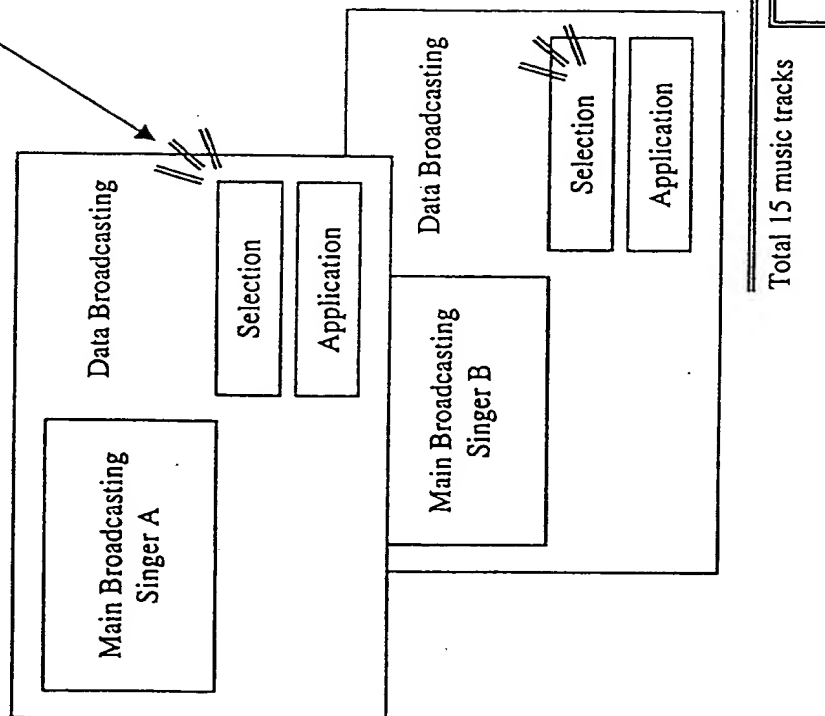 Data Broadcasting
Main Broadcasting
Singer A
Selection
Application
Data Broadcasting
Main Broadcasting
Singer B
Selection
Application
Total 15 music tracks